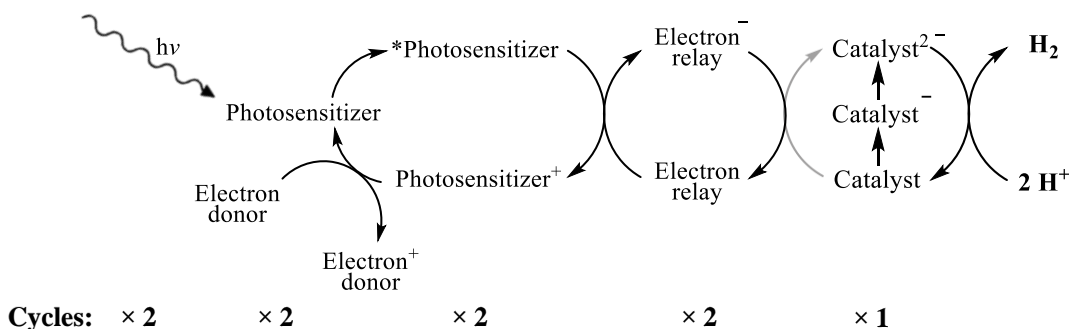 hν
*Photosensitizer
Electron⁻
relay
Catalyst²⁻
H₂
Photosensitizer
Catalyst⁻
Electron
donor
Photosensitizer⁺
Electron
relay
Catalyst
2 H⁺
Electron⁺
donor
Cycles: × 2 × 2 × 2 × 2 × 1